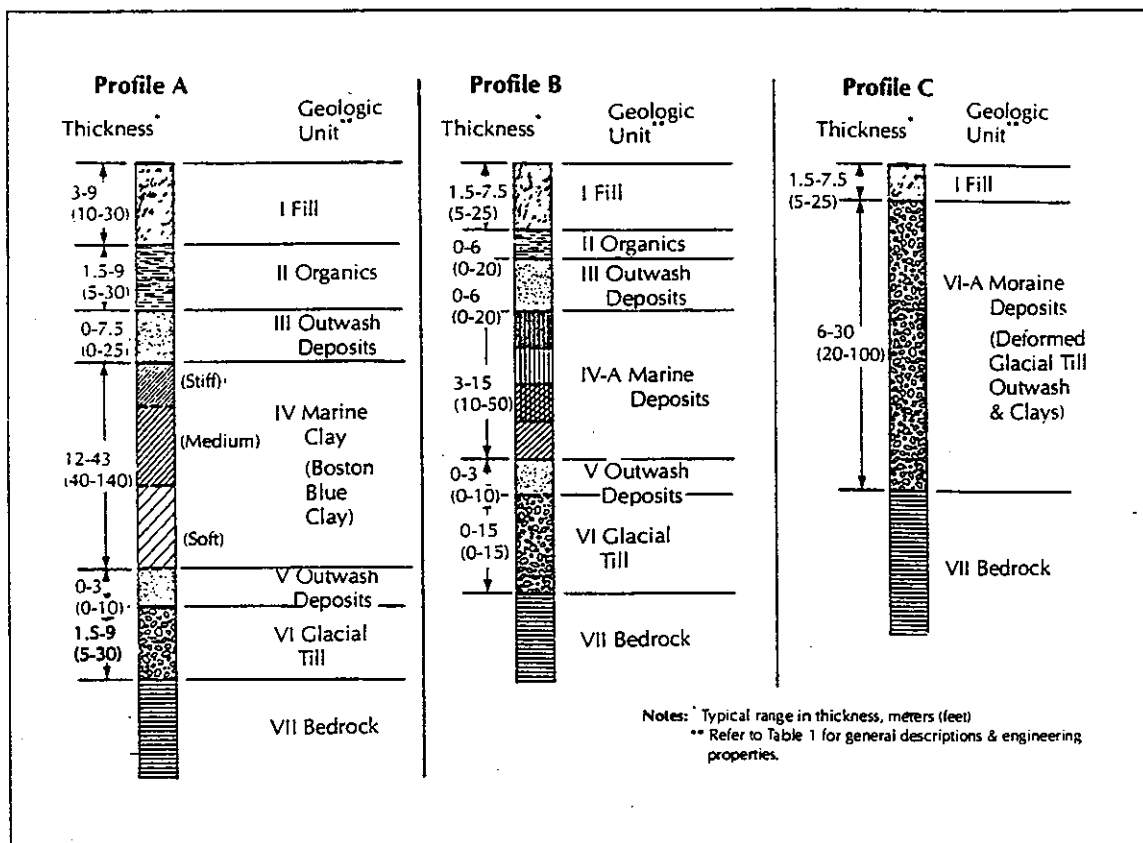 Profile A
Thickness*
Geologic
Unit**
3-9
(10-30)
I Fill
1.5-9
(5-30)
II Organics
0-7.5
(0-25)
III Outwash
Deposits
(Stiff)
IV Marine
Clay
(Medium)
(Boston
Blue
Clay)
12-43
(40-140)
(Soft)
0-3
(0-10)
V Outwash
Deposits
1.5-9
(5-30)
VI Glacial
Till
VII Bedrock
Profile B
Thickness*
Geologic
Unit**
1.5-7.5
(5-25)
I Fill
0-6
(0-20)
II Organics
0-6
(0-20)
III Outwash
Deposits
3-15
(10-50)
IV-A Marine
Deposits
0-3
(0-10)
V Outwash
Deposits
0-15
(0-15)
VI Glacial
Till
VII Bedrock
Profile C
Thickness*
Geologic
Unit**
1.5-7.5
(5-25)
I Fill
6-30
(20-100)
VI-A Moraine
Deposits
(Deformed
Glacial Till
Outwash
& Clays)
VII Bedrock
Notes: * Typical range in thickness, meters (feet)
** Refer to Table 1 for general descriptions & engineering
properties.